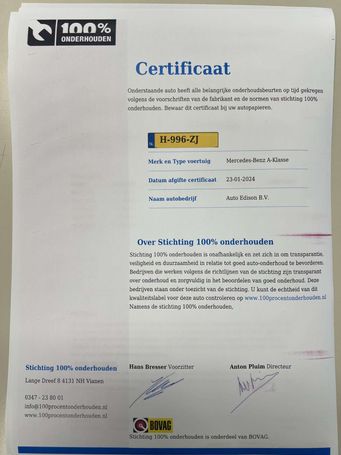 100%
ONDERHOUDEN
Certificaat
Onderstaande auto heeft alle belangrijke onderhoudsbeurten op tijd gekregen
volgens de voorschriften van de fabrikant en de normen van stichting 100%
onderhouden. Bewaar dit certificaat bij uw autopapieren.
NL H-996-ZJ
Merk en Type voertuig Mercedes-Benz A-Klasse
Datum afgifte certificaat 23-01-2024
Naam autobedrijf Auto Edison B.V.
Over Stichting 100% onderhouden
Stichting 100% onderhouden is onafhankelijk en zet zich in om transparantie,
veiligheid en duurzaamheid in relatie tot goed auto-onderhoud te bevorderen.
Bedrijven die werken volgens de richtlijnen van de stichting zijn transparant
over onderhoud en zorgvuldig in het beoordelen van goed onderhoud. Deze
bedrijven staan onder toezicht van de stichting. U kunt de echtheid van dit
kwaliteitslabel voor deze auto controleren op www.100procentonderhouden.nl
Namens de stichting 100% onderhouden,
Hans Bresser Voorzitter Anton Pluim Directeur
Stichting 100% onderhouden
Lange Dreef 8 4131 NH Vianen
0347 - 23 80 01
info@100procentonderhouden.nl
www.100procentonderhouden.nl
BOVAG
Stichting 100% onderhouden is onderdeel van BOVAG.